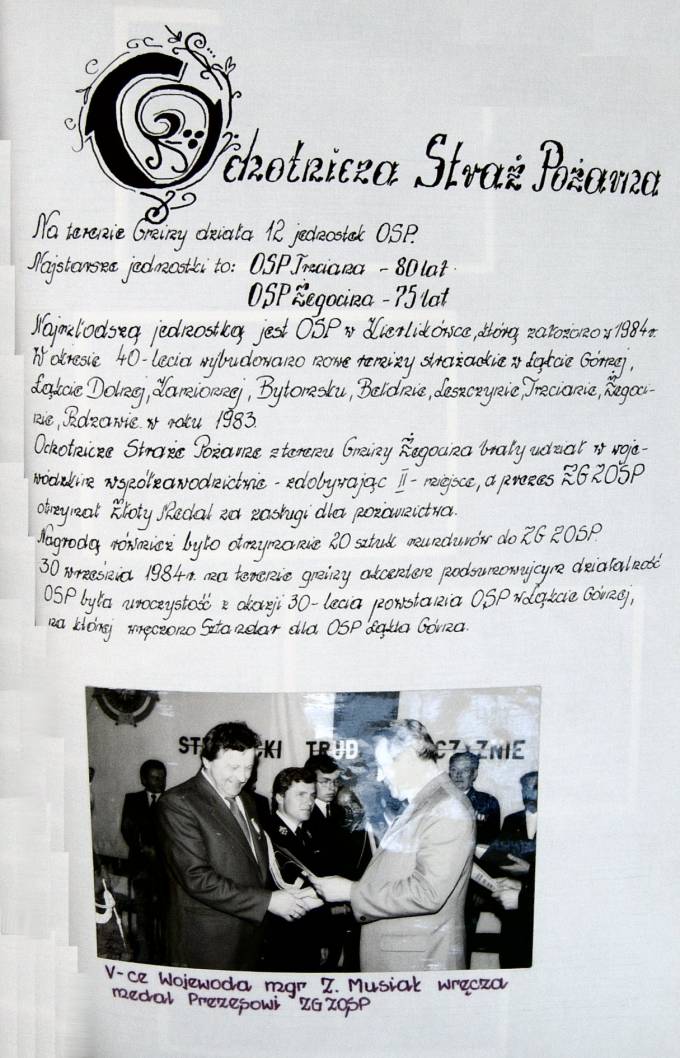 Ochotnicza Straż Pożarna
Na terenie Gminy działa 12 jednostek OSP.
Najstarsze jednostki to: OSP Trzciana - 80 lat.
OSP Żegocina - 75 lat
Najmłodszą jednostką jest OSP w Kierlikówce, którą założono w 1984 r.
W okresie 40-lecia wybudowano nowe remizy strażackie w Łąkcie Górnej,
Łąkcie Dolnej, Kamionnej, Bytomsku, Bełdnie, Leszczynie, Trzcianie, Żegoci-
nie, Rdzawie w roku 1983.
Ochotnicze Straże Pożarne z terenu Gminy Żegocina brały udział w woje-
wódzkim współzawodnictwie - zdobywając II - miejsce, a prezes ZG ZOSP
otrzymał Złoty Medal za zasługi dla pożarnictwa.
Nagrodą również było otrzymanie 20 sztuk mundurów do ZG ZOSP.
30 września 1984 r. na terenie gminy akcentem podsumowującym działalność
OSP była uroczystość z okazji 30-lecia powstania OSP w Łąkcie Górnej,
na której wręczono Sztandar dla OSP Łąkta Górna.
TRUD
V-ce Wojewoda mgr Z. Musiał wręcza
medal Prezesowi ZG ZOSP